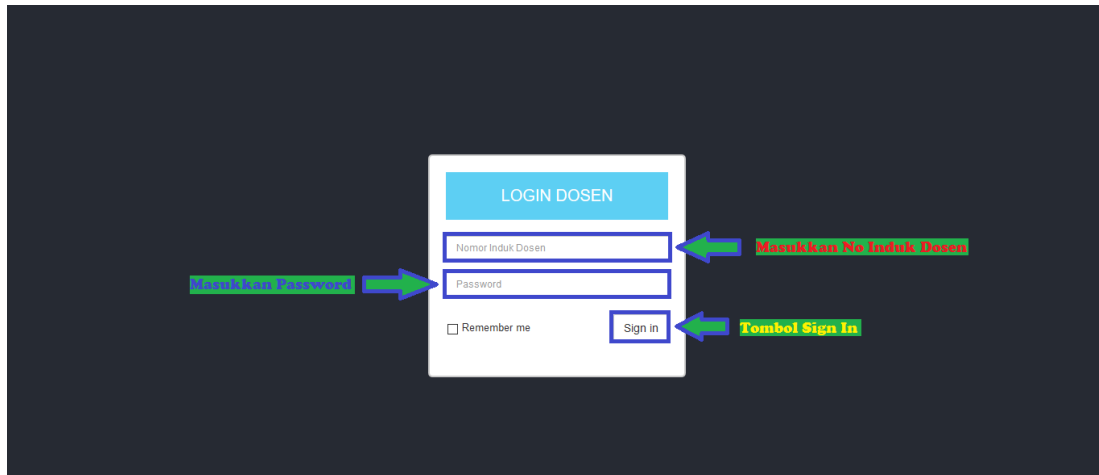 LOGIN DOSEN
Nomor Induk Dosen
Masukkan No Induk Dosen
Masukkan Password
Password
Remember me
Sign in
Tombol Sign In